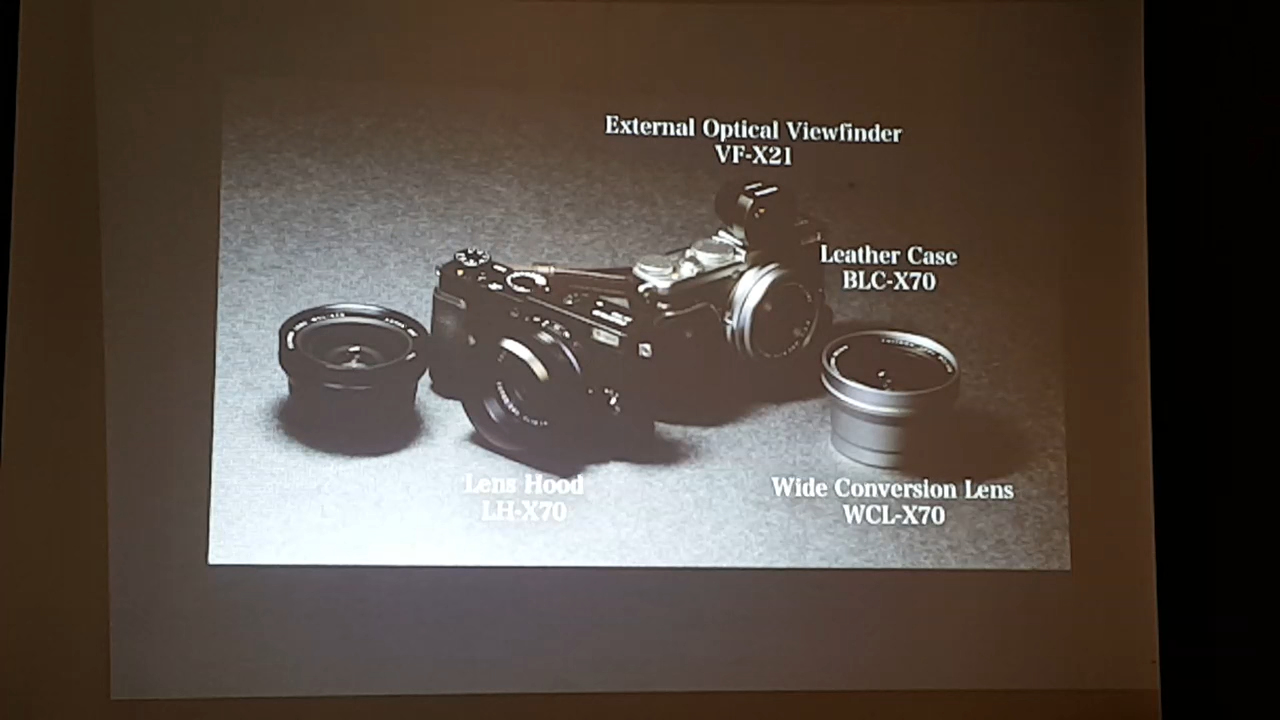 External Optical Viewfinder
VF-X21
Leather Case
BLC-X70
Lens Hood
LH-X70
Wide Conversion Lens
WCL-X70